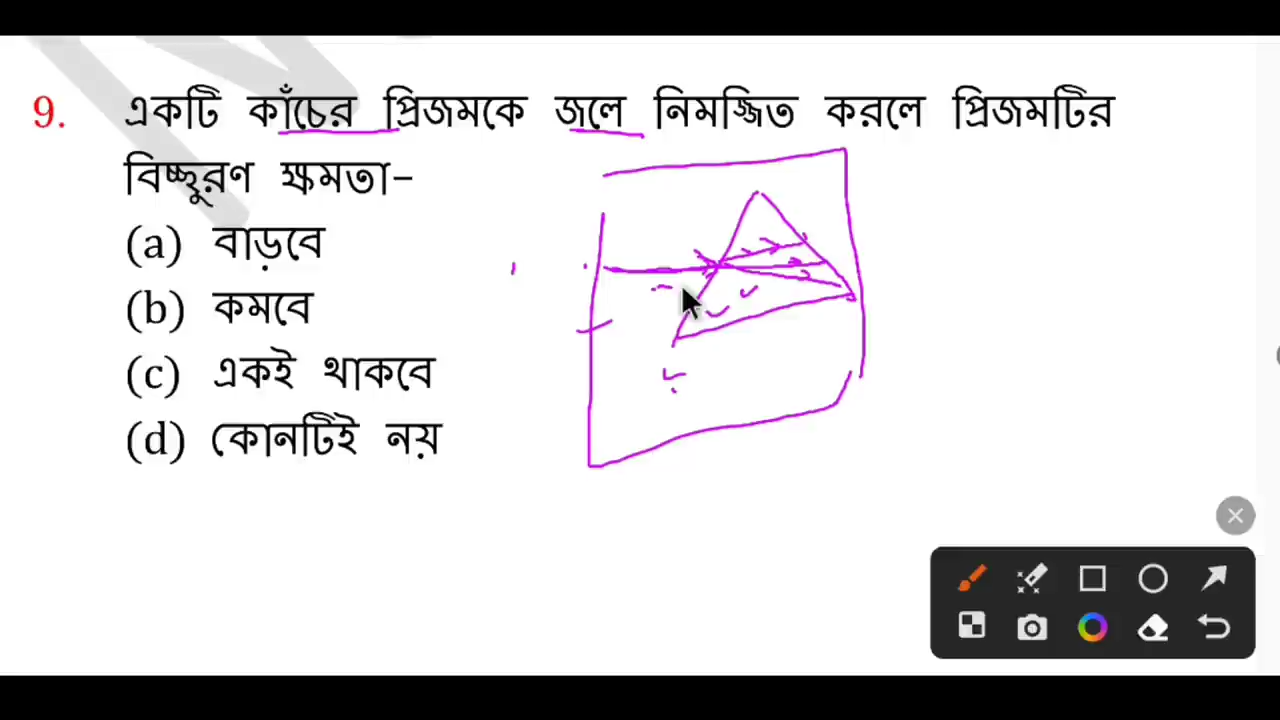 9. একটি কাঁচের প্রিজমকে জলে নিমজ্জিত করলে প্রিজমটির
বিচ্ছুরণ ক্ষমতা-
(a) বাড়বে
(b) কমবে
(c) একই থাকবে
(d) কোনটিই নয়